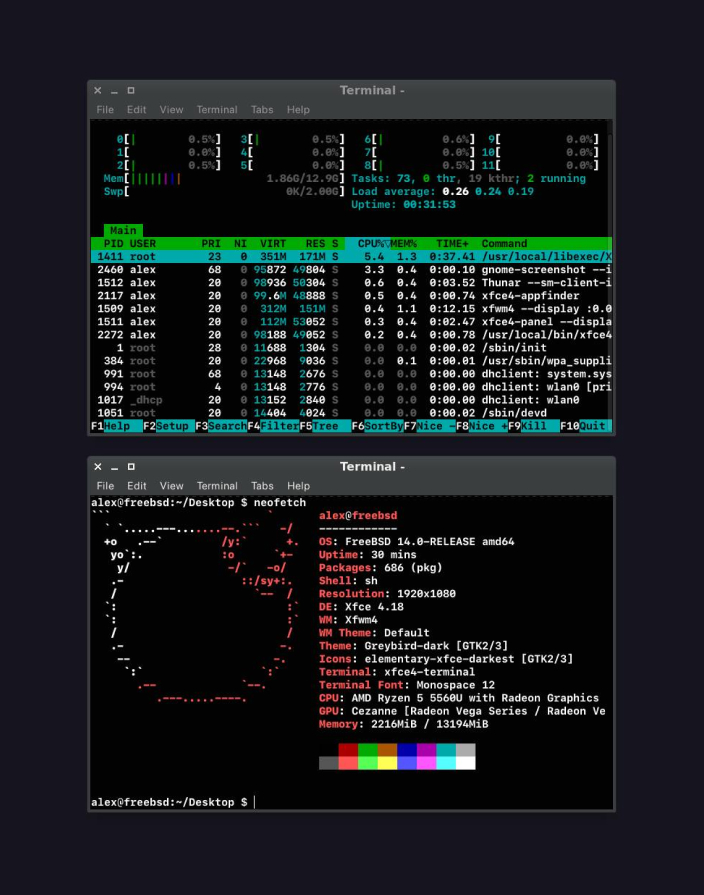 Terminal -
File Edit View Terminal Tabs Help
0[| 0.5%] 3[| 0.5%] 6[| 0.6%] 9[ 0.0%]
1[ 0.0%] 4[ 0.0%] 7[ 0.0%] 10[ 0.0%]
2[| 0.5%] 5[ 0.0%] 8[| 0.5%] 11[ 0.0%]
Mem[|||||||| 1.86G/12.9G] Tasks: 73, 0 thr, 19 kthr; 2 running
Swp[ 0K/2.00G] Load average: 0.26 0.24 0.19
Uptime: 00:31:53
Main
PID USER PRI NI VIRT RES S CPU%▽MEM% TIME+ Command
1411 root 23 0 351M 171M S 5.4 1.3 0:37.41 /usr/local/libexec/X
2460 alex 68 0 95872 49804 S 3.3 0.4 0:00.10 gnome-screenshot --i
1512 alex 20 0 98936 50304 S 0.6 0.4 0:03.52 Thunar --sm-client-i
2117 alex 20 0 99.6M 48888 S 0.5 0.4 0:00.74 xfce4-appfinder
1509 alex 20 0 312M 151M S 0.4 1.1 0:12.15 xfwm4 --display :0.0
1511 alex 20 0 112M 53052 S 0.3 0.4 0:02.47 xfce4-panel --displa
2272 alex 20 0 98188 49052 S 0.2 0.4 0:00.78 /usr/local/bin/xfce4
1 root 28 0 11688 1304 S 0.0 0.0 0:00.02 /sbin/init
384 root 20 0 22968 9036 S 0.0 0.1 0:00.01 /usr/sbin/wpa_suppli
991 root 68 0 13148 2676 S 0.0 0.0 0:00.00 dhclient: system.sys
994 root 4 0 13148 2776 S 0.0 0.0 0:00.00 dhclient: wlan0 [pri
1017 _dhcp 20 0 13152 2840 S 0.0 0.0 0:00.00 dhclient: wlan0
1051 root 20 0 14404 4024 S 0.0 0.0 0:00.02 /sbin/devd
F1Help F2Setup F3SearchF4FilterF5Tree F6SortByF7Nice -F8Nice +F9Kill F10Quit
Terminal -
File Edit View Terminal Tabs Help
alex@freebsd:~/Desktop $ neofetch
alex@freebsd
------------
OS: FreeBSD 14.0-RELEASE amd64
Uptime: 30 mins
Packages: 686 (pkg)
Shell: sh
Resolution: 1920x1080
DE: Xfce 4.18
WM: Xfwm4
WM Theme: Default
Theme: Greybird-dark [GTK2/3]
Icons: elementary-xfce-darkest [GTK2/3]
Terminal: xfce4-terminal
Terminal Font: Monospace 12
CPU: AMD Ryzen 5 5560U with Radeon Graphics
GPU: Cezanne [Radeon Vega Series / Radeon Ve
Memory: 2216MiB / 13194MiB
alex@freebsd:~/Desktop $